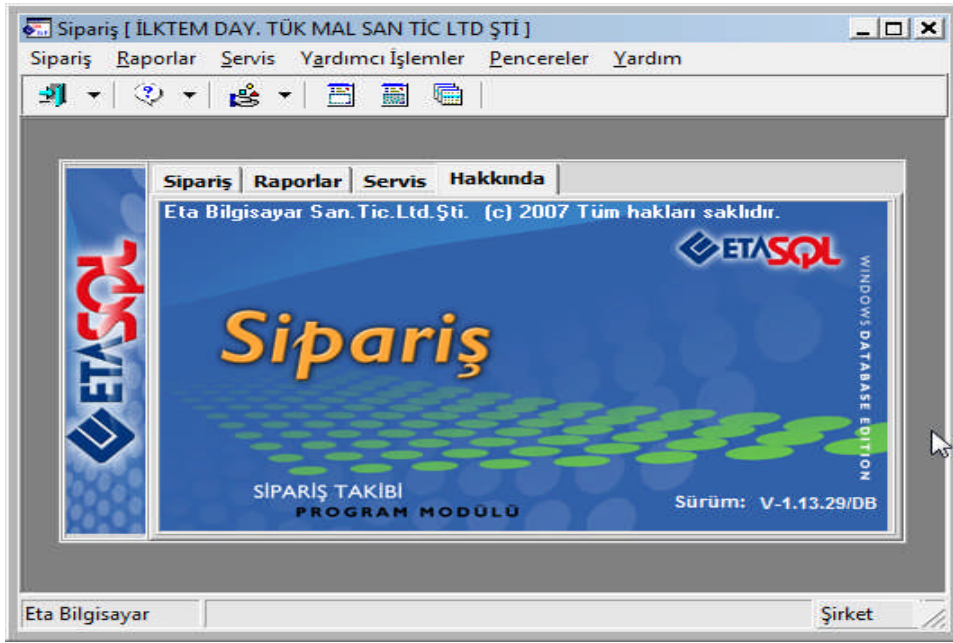 Sipariş [ İLKTEM DAY. TÜK MAL SAN TİC LTD ŞTİ ]
Sipariş Raporlar Servis Yardımcı İşlemler Pencereler Yardım
Sipariş Raporlar Servis Hakkında
Eta Bilgisayar San.Tic.Ltd.Şti. (c) 2007 Tüm hakları saklıdır.
ETASQL
ETASQL
WINDOWS DATABASE EDITION
Sipariş
SİPARİŞ TAKİBİ
PROGRAM MODÜLÜ
Sürüm: V-1.13.29/DB
Eta Bilgisayar
Şirket